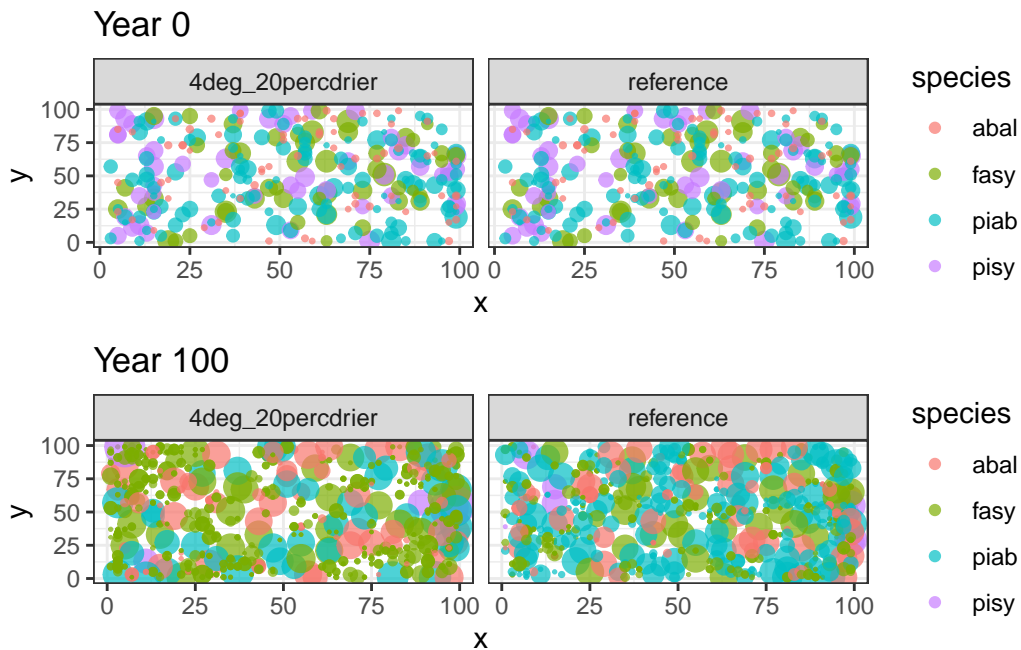 Year 0
4deg_20percdrier reference
species
abal
fasy
piab
pisy
y
100
75
50
25
0
0 25 50 75 100 0 25 50 75 100
x
Year 100
4deg_20percdrier reference
species
abal
fasy
piab
pisy
y
100
75
50
25
0
0 25 50 75 100 0 25 50 75 100
x